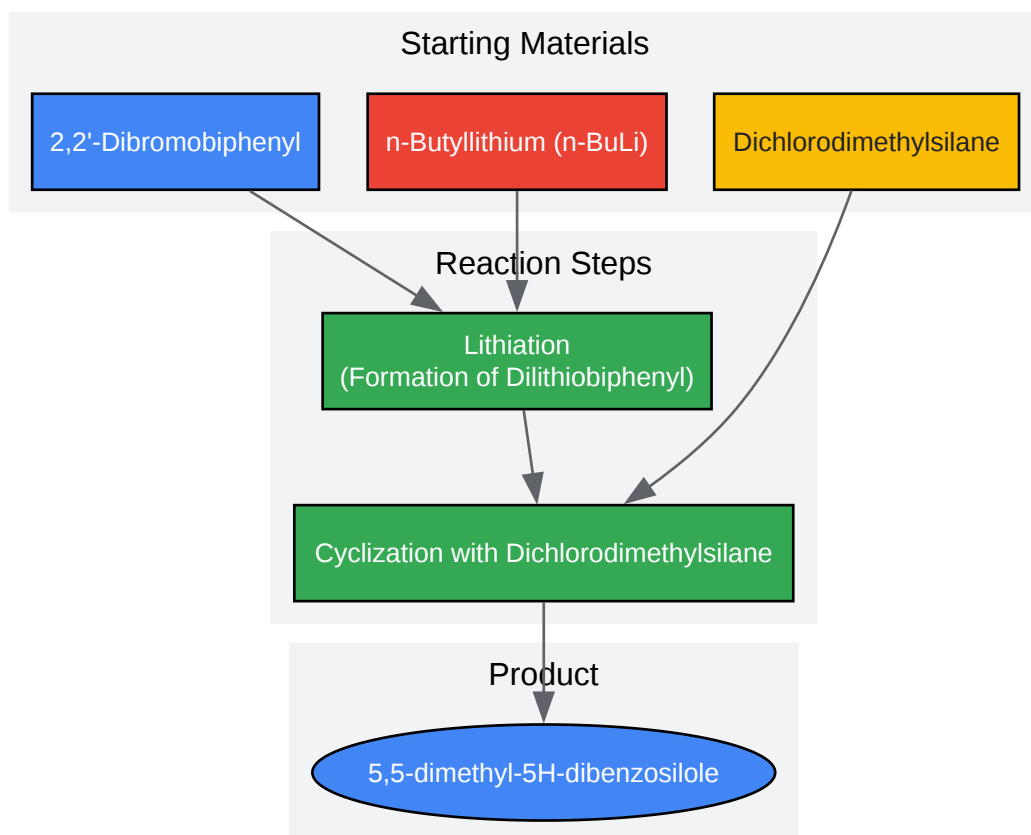 Starting Materials
2,2'-Dibromobiphenyl
n-Butyllithium (n-BuLi)
Dichlorodimethylsilane
Reaction Steps
Lithiation
(Formation of Dilithiobiphenyl)
Cyclization with Dichlorodimethylsilane
Product
5,5-dimethyl-5H-dibenzosilole